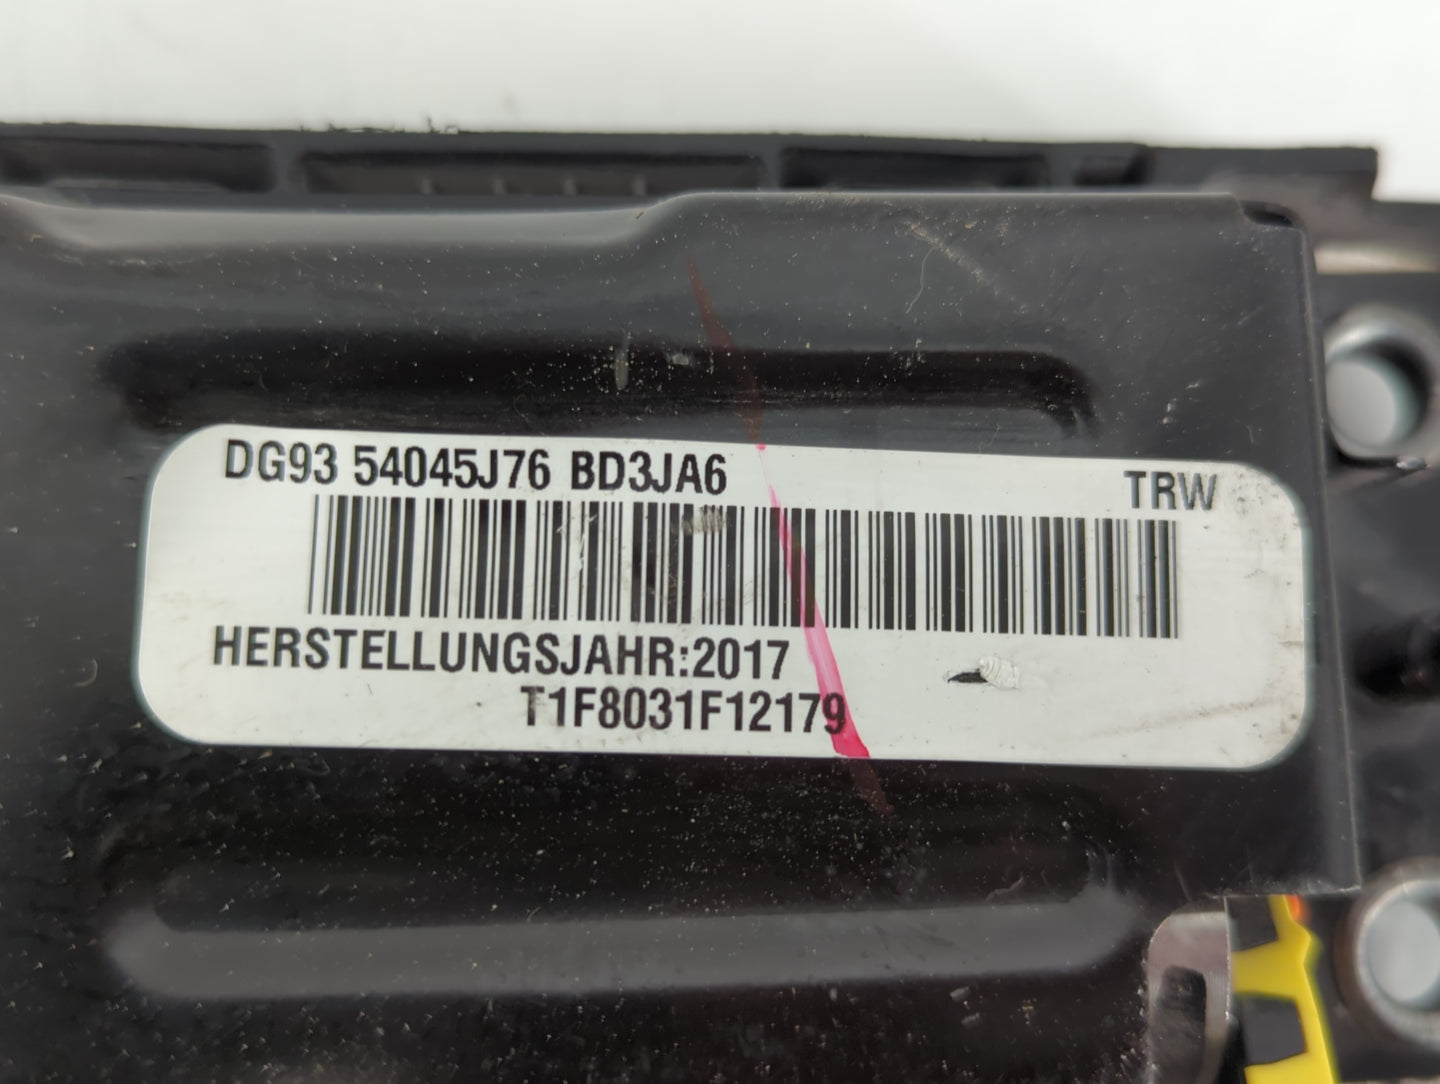 DG93 54045J76 BD3JA6 TRW
HERSTELLUNGSJAHR:2017
T1F8031F12179